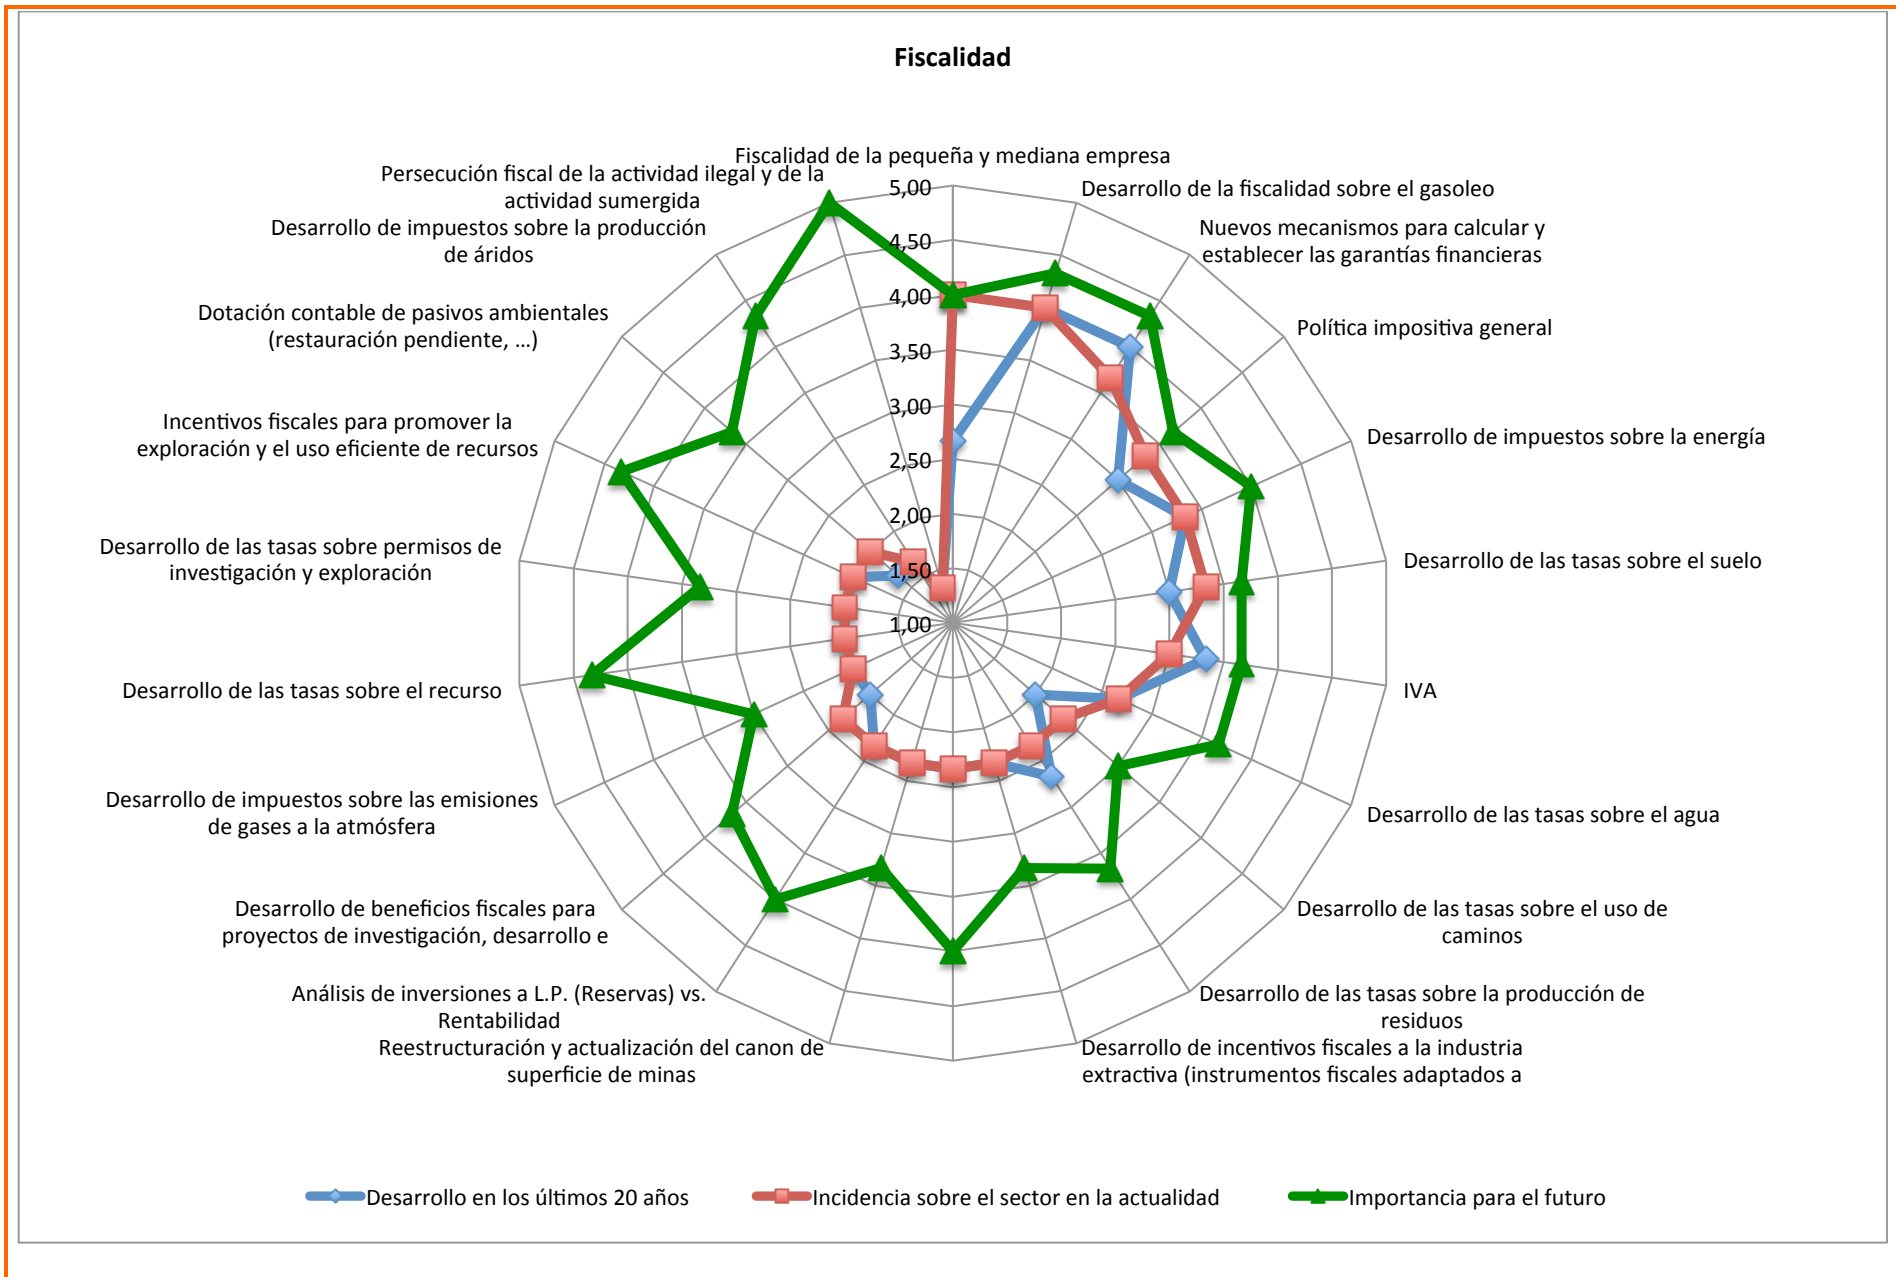 Fiscalidad
Fiscalidad de la pequeña y mediana empresa
Desarrollo de la fiscalidad sobre el gasoleo
Nuevos mecanismos para calcular y
establecer las garantías financieras
Política impositiva general
Desarrollo de impuestos sobre la energía
Desarrollo de las tasas sobre el suelo
IVA
Desarrollo de las tasas sobre el agua
Desarrollo de las tasas sobre el uso de
caminos
Desarrollo de las tasas sobre la producción de
residuos
Desarrollo de incentivos fiscales a la industria
extractiva (instrumentos fiscales adaptados a
Reestructuración y actualización del canon de
superficie de minas
Análisis de inversiones a L.P. (Reservas) vs.
Rentabilidad
Desarrollo de beneficios fiscales para
proyectos de investigación, desarrollo e
Desarrollo de impuestos sobre las emisiones
de gases a la atmósfera
Desarrollo de las tasas sobre el recurso
Desarrollo de las tasas sobre permisos de
investigación y exploración
Incentivos fiscales para promover la
exploración y el uso eficiente de recursos
Dotación contable de pasivos ambientales
(restauración pendiente, ...)
Desarrollo de impuestos sobre la producción
de áridos
Persecución fiscal de la actividad ilegal y de la
actividad sumergida
5,00
4,50
4,00
3,50
3,00
2,50
2,00
1,50
1,00
Desarrollo en los últimos 20 años
Incidencia sobre el sector en la actualidad
Importancia para el futuro